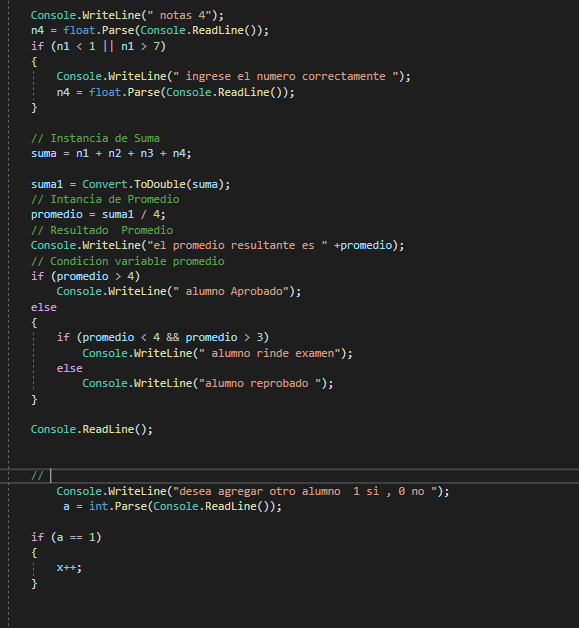 Console.WriteLine(" notas 4");
n4 = float.Parse(Console.ReadLine());
if (n1 < 1 || n1 > 7)
{
Console.WriteLine(" ingrese el numero correctamente ");
n4 = float.Parse(Console.ReadLine());
}
// Instancia de Suma
suma = n1 + n2 + n3 + n4;
suma1 = Convert.ToDouble(suma);
// Intancia de Promedio
promedio = suma1 / 4;
// Resultado  Promedio
Console.WriteLine("el promedio resultante es " +promedio);
// Condicion variable promedio
if (promedio > 4)
Console.WriteLine(" alumno Aprobado");
else
{
if (promedio < 4 && promedio > 3)
Console.WriteLine(" alumno rinde examen");
else
Console.WriteLine("alumno reprobado ");
}
Console.ReadLine();
//
Console.WriteLine("desea agregar otro alumno  1 si , 0 no ");
a = int.Parse(Console.ReadLine());
if (a == 1)
{
x++;
}